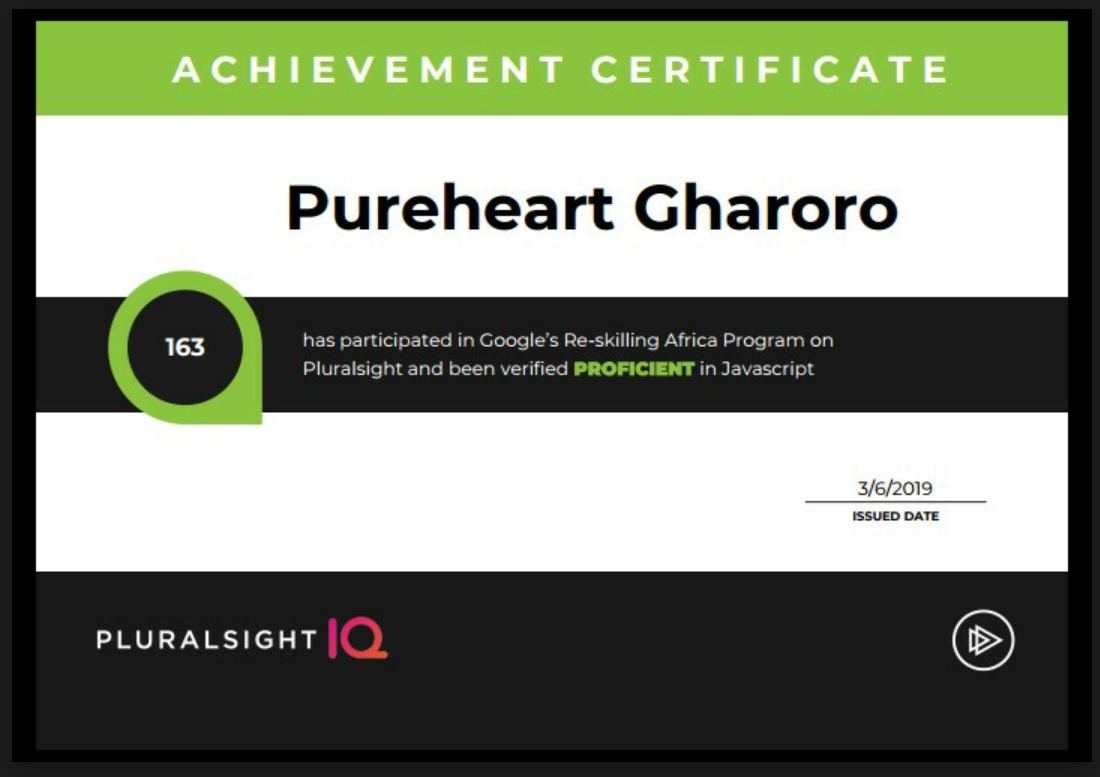 ACHIEVEMENT CERTIFICATE
Pureheart Gharoro
163
has participated in Google's Re-skilling Africa Program on
Pluralsight and been verified PROFICIENT in Javascript
3/6/2019
ISSUED DATE
PLURALSIGHT IQ